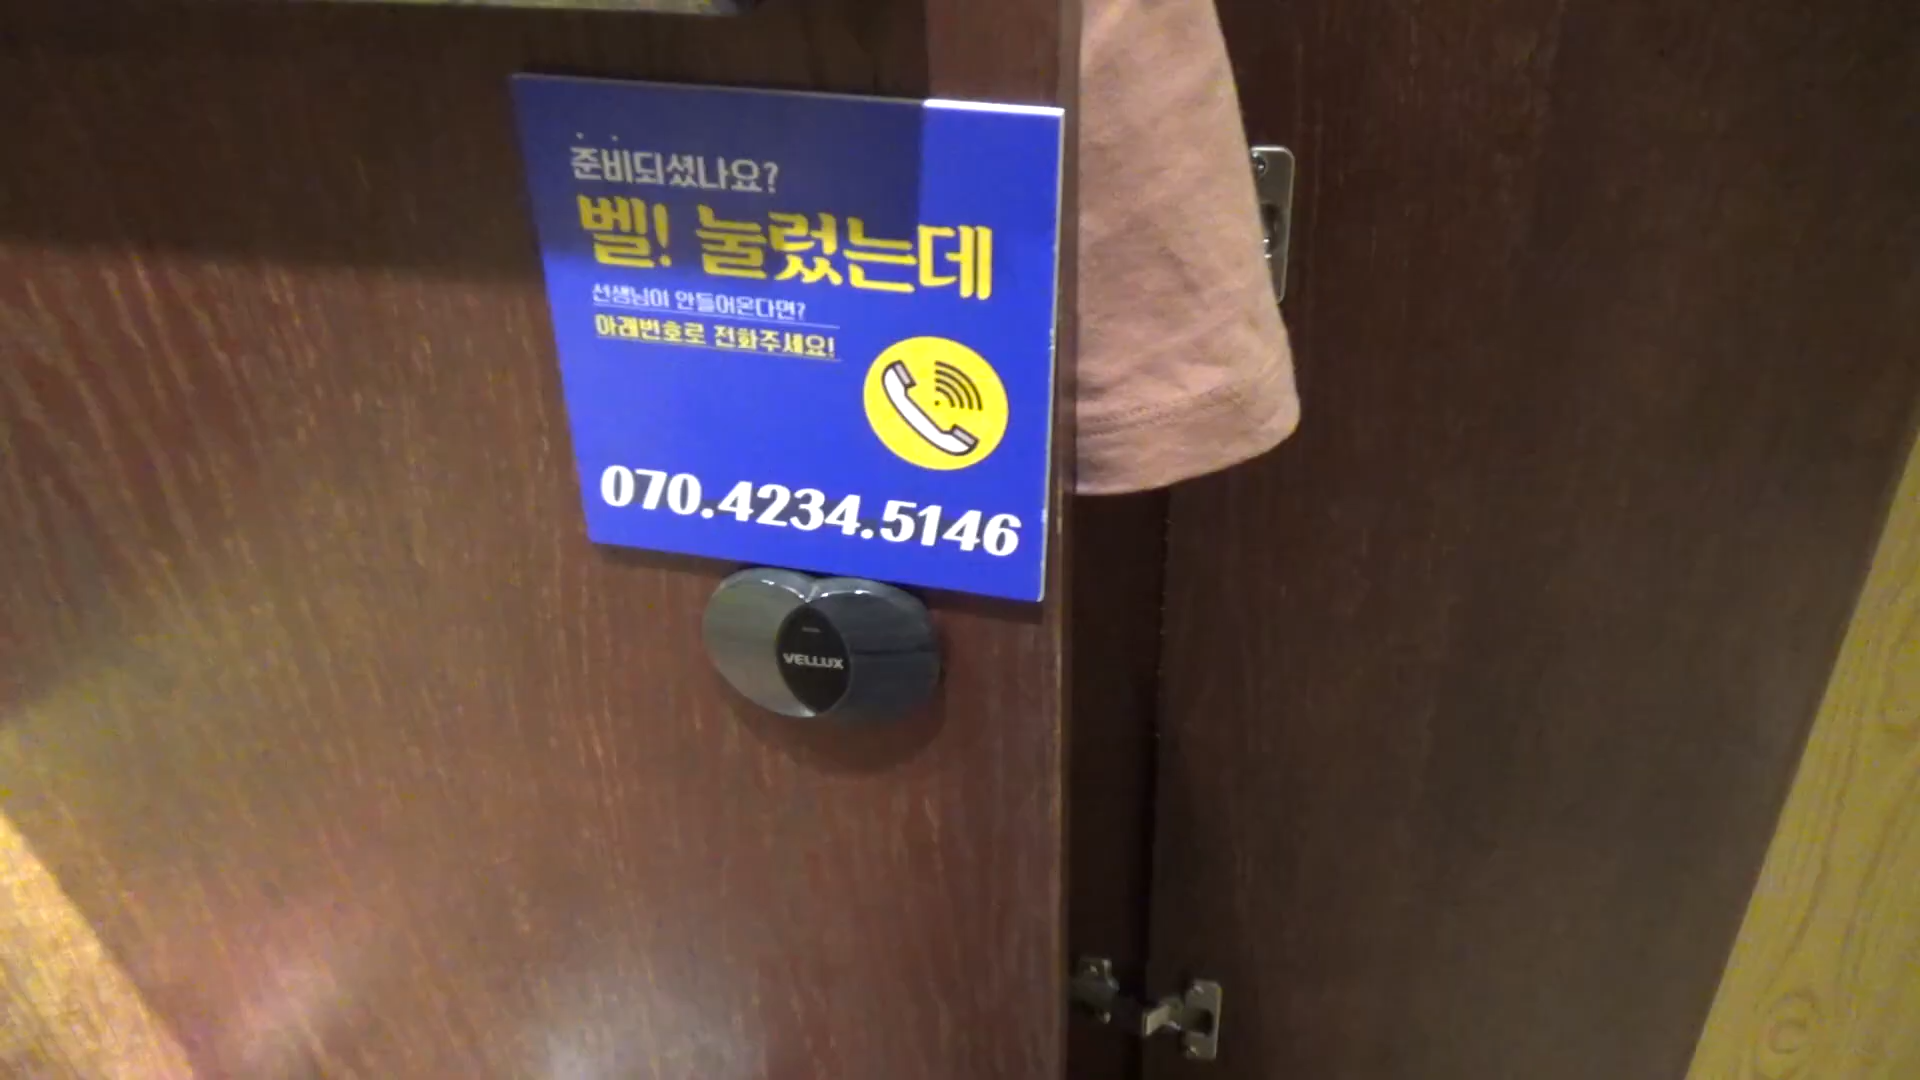 준비되셨나요?
벨! 눌렀는데
선생님이 안들어온다면?
아래번호로 전화주세요!
070.4234.5146
VELLUX